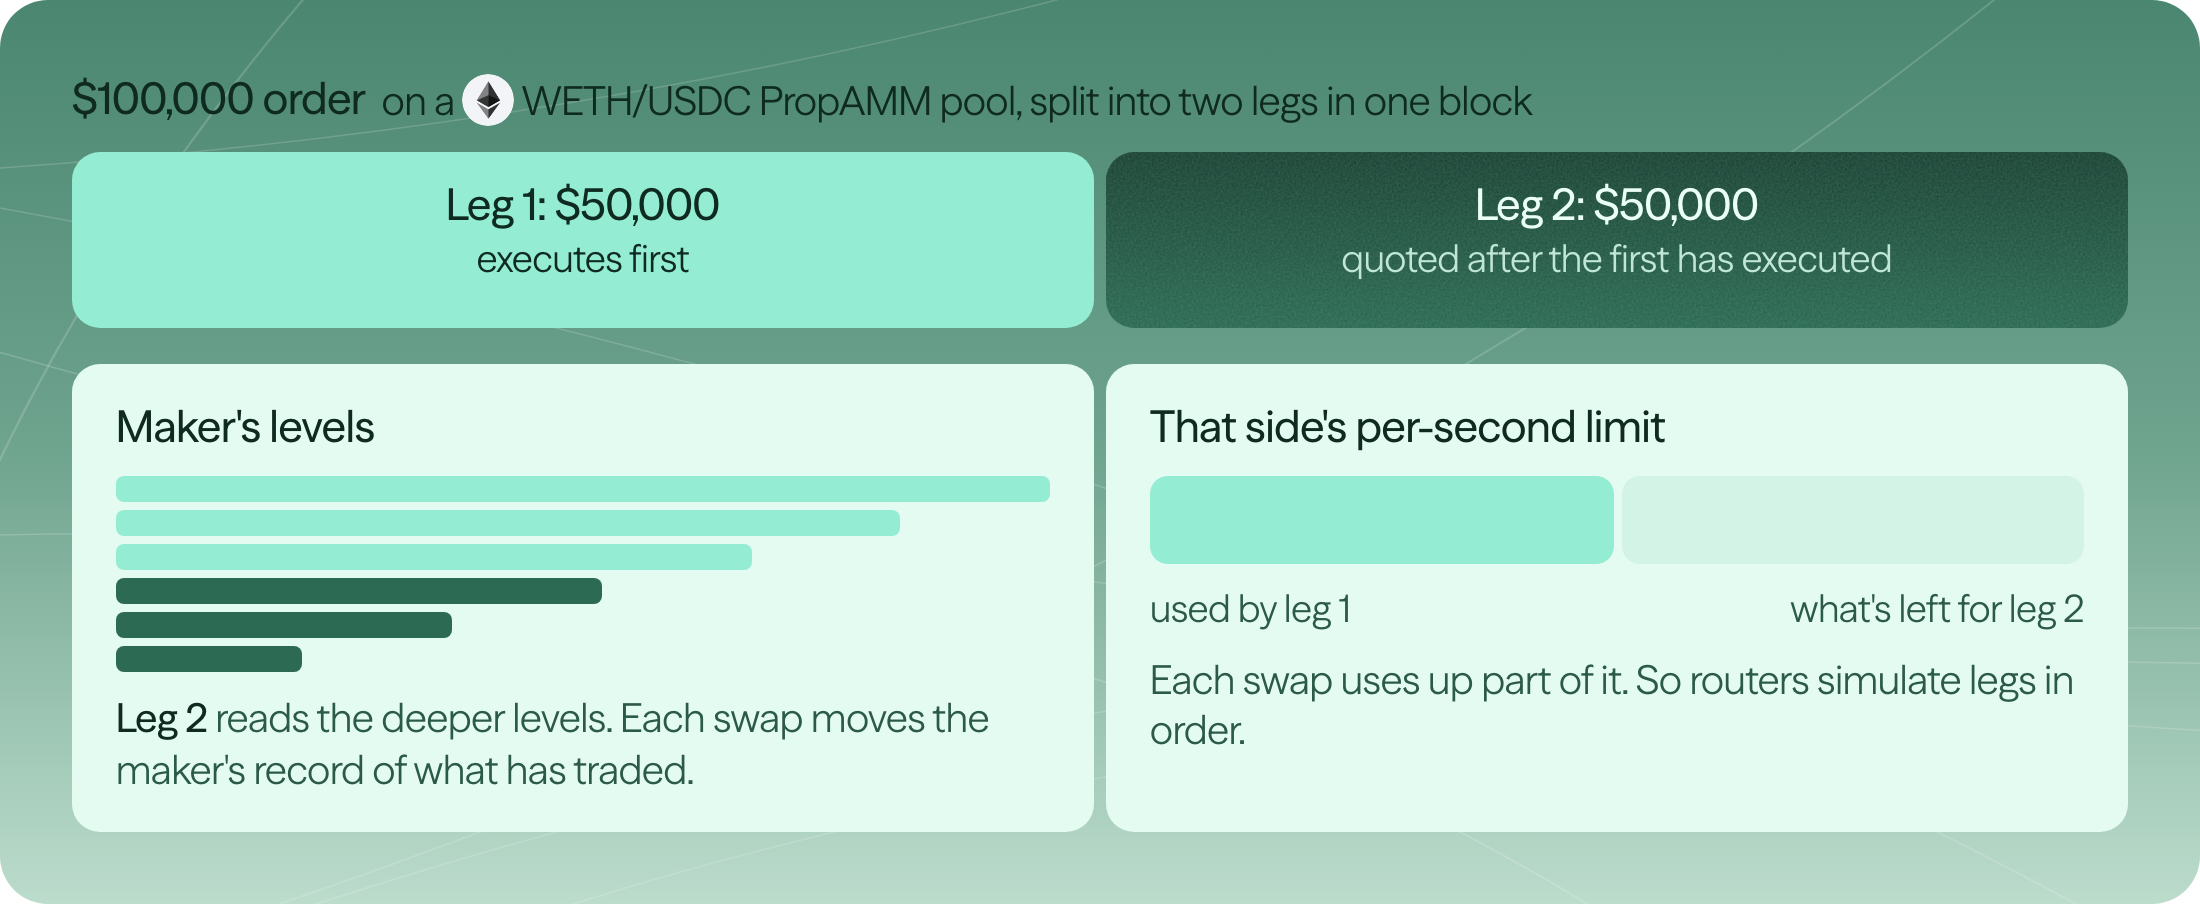 $100,000 order on a WETH/USDC PropAMM pool, split into two legs in one block
Leg 1: $50,000
executes first
Leg 2: $50,000
quoted after the first has executed
Maker's levels
Leg 2 reads the deeper levels. Each swap moves the
maker's record of what has traded.
That side's per-second limit
used by leg 1
what's left for leg 2
Each swap uses up part of it. So routers simulate legs in
order.